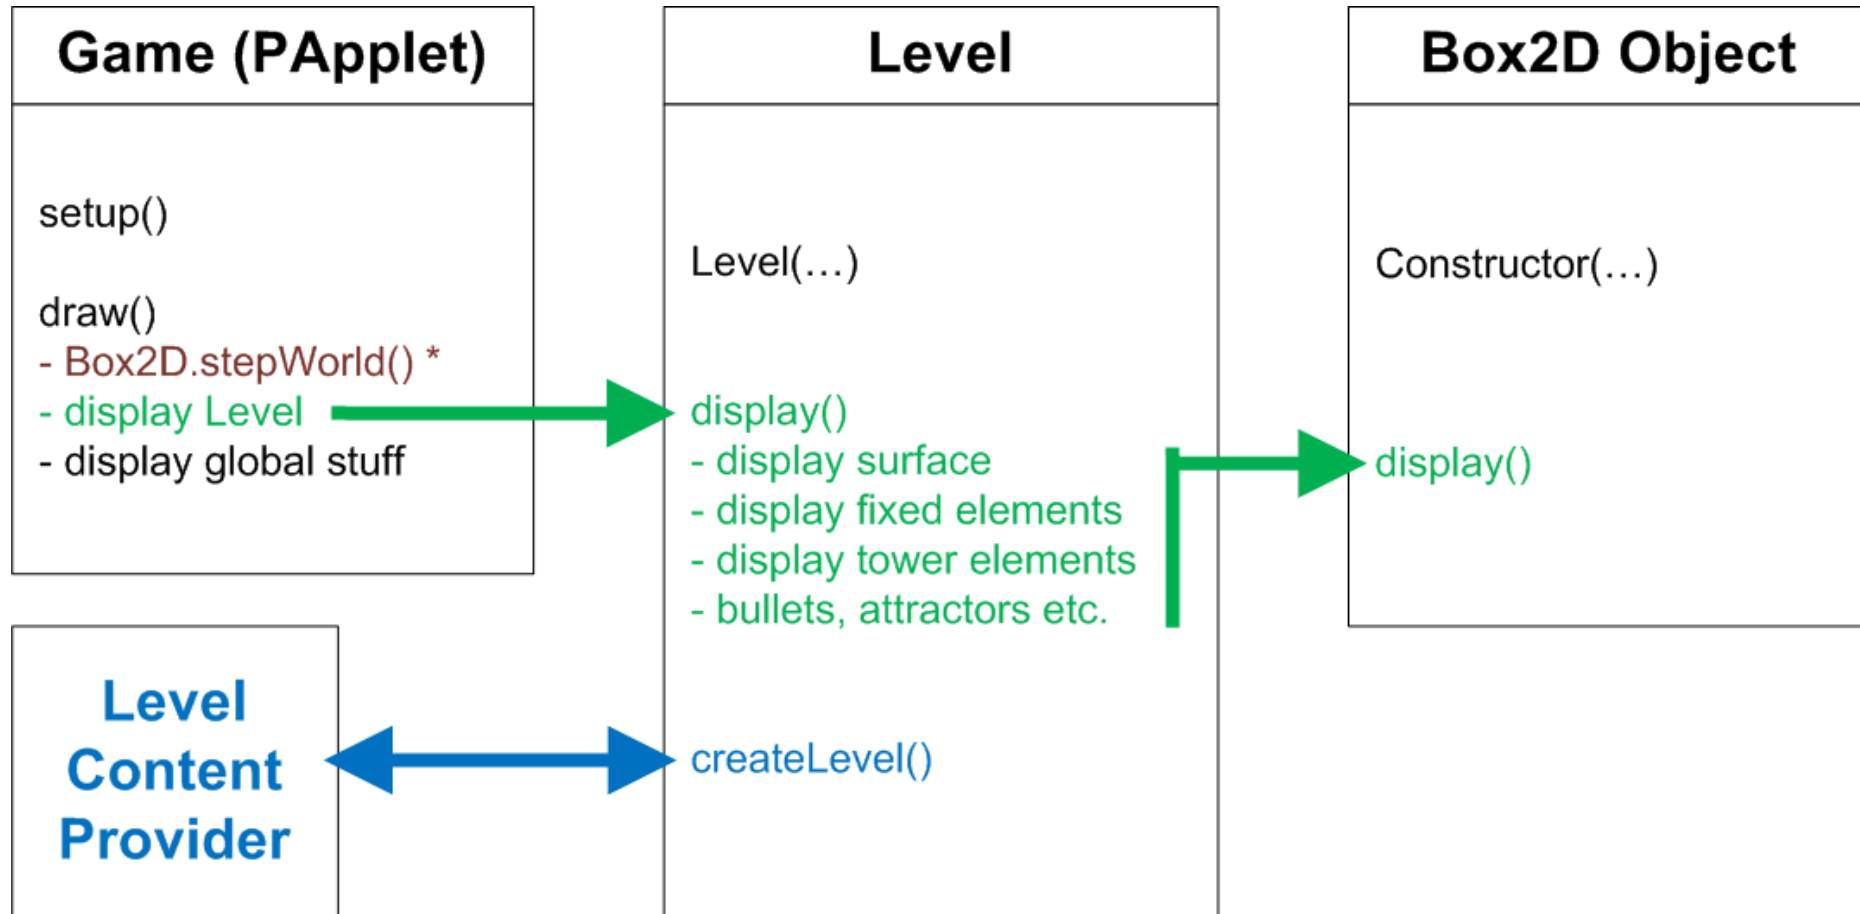 Game (PApplet)
setup()
draw()
- Box2D.stepWorld() *
- display Level
- display global stuff
Level
Content
Provider
Level
Level(…)
display()
- display surface
- display fixed elements
- display tower elements
- bullets, attractors etc.
createLevel()
Box2D Object
Constructor(…)
display()